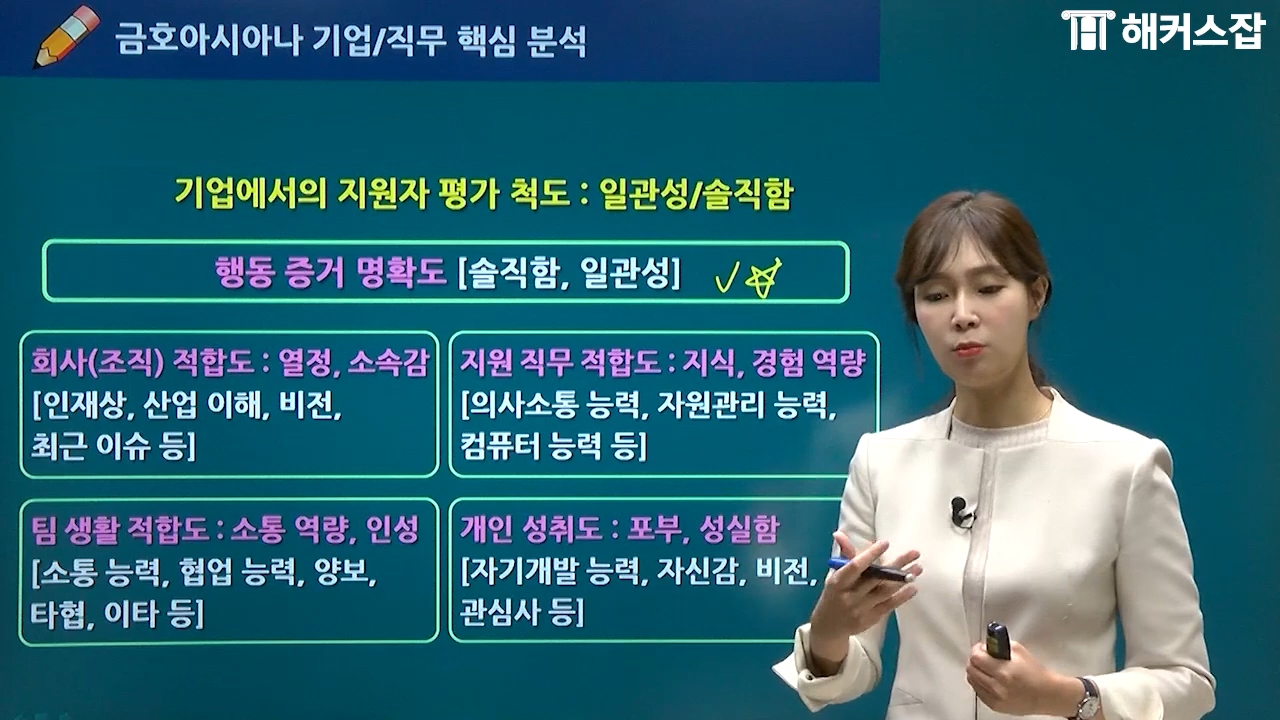 금호아시아나 기업/직무 핵심 분석
해커스잡
기업에서의 지원자 평가 척도 : 일관성/솔직함
행동 증거 명확도 [솔직함, 일관성]
회사(조직) 적합도 : 열정, 소속감
[인재상, 산업 이해, 비전,
최근 이슈 등]
지원 직무 적합도 : 지식, 경험 역량
[의사소통 능력, 자원관리 능력,
컴퓨터 능력 등]
팀 생활 적합도 : 소통 역량, 인성
[소통 능력, 협업 능력, 양보,
타협, 이타 등]
개인 성취도 : 포부, 성실함
[자기개발 능력, 자신감, 비전,
관심사 등]